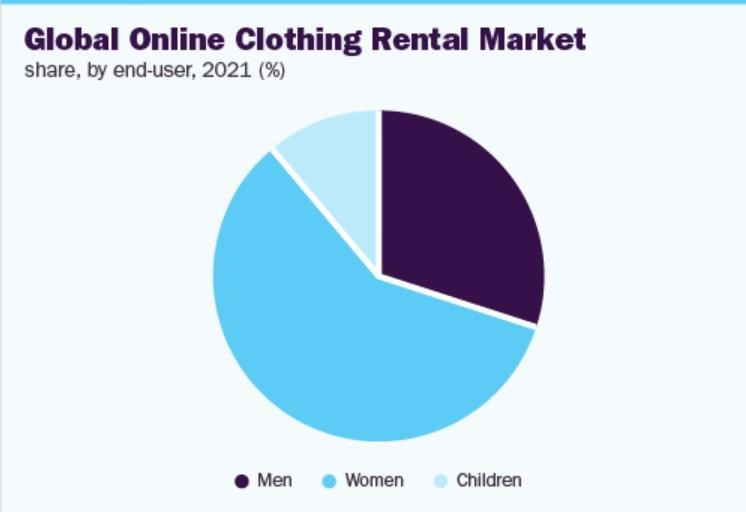 Global Online Clothing Rental Market
share, by end-user, 2021 (%)
Men Women Children